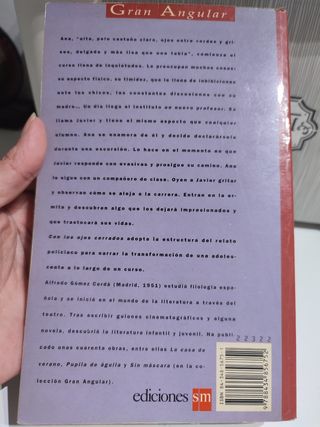 Gran Angular
Ana, "alta, pelo castaño claro, ojos entre verdes y gri-
ses, delgada y más lisa que una tabla", comienza el
curso llena de inquietudes. Le preocupan muchas cosas:
su aspecto físico, su timidez, que la llena de inhibiciones
ante los chicos, las constantes discusiones con su
madre... Un día llega al instituto un nuevo profesor. Se
llama Javier y tiene el mismo aspecto que cualquier
alumno. Ana se enamora de él y decide declarársele
durante una excursión. Lo hace en el momento en que
Javier responde con evasivas y prosigue su camino. Ana
lo sigue con un compañero de clase. Oyen a Javier gritar
y observan cómo se aleja a la carrera. Entran en la er-
mita y descubren algo que los dejará impresionados y
que trastocará sus vidas.
Con los ojos cerrados adopta la estructura del relato
policiaco para narrar la transformación de una adoles-
cente a lo largo de un curso.
Alfredo Gómez Cerdá (Madrid, 1951) estudió filología espa-
ñola y se inició en el mundo de la literatura a través del
teatro. Tras escribir guiones cinematográficos y alguna
novela, descubrió la literatura infantil y juvenil. Ha publi-
cado unas cuarenta obras, entre ellas La casa de
verano, Pupila de águila y Sin máscara (en la co-
lección Gran Angular).
22322
ediciones sm
9788434856752